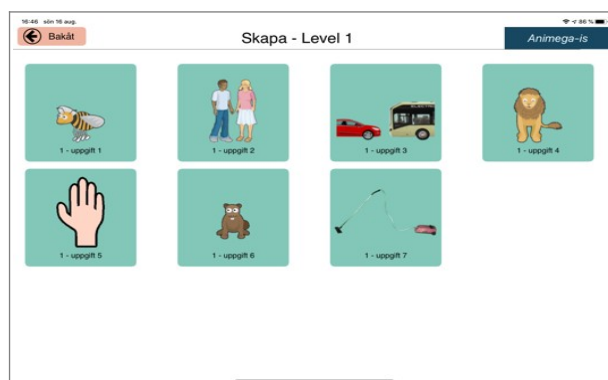 16:46 sön 16 aug.
86 %
Bakåt
Skapa - Level 1
Animega-is
1 - uppgift 1
1 - uppgift 2
1 - uppgift 3
1 - uppgift 4
1 - uppgift 5
1 - uppgift 6
1 - uppgift 7